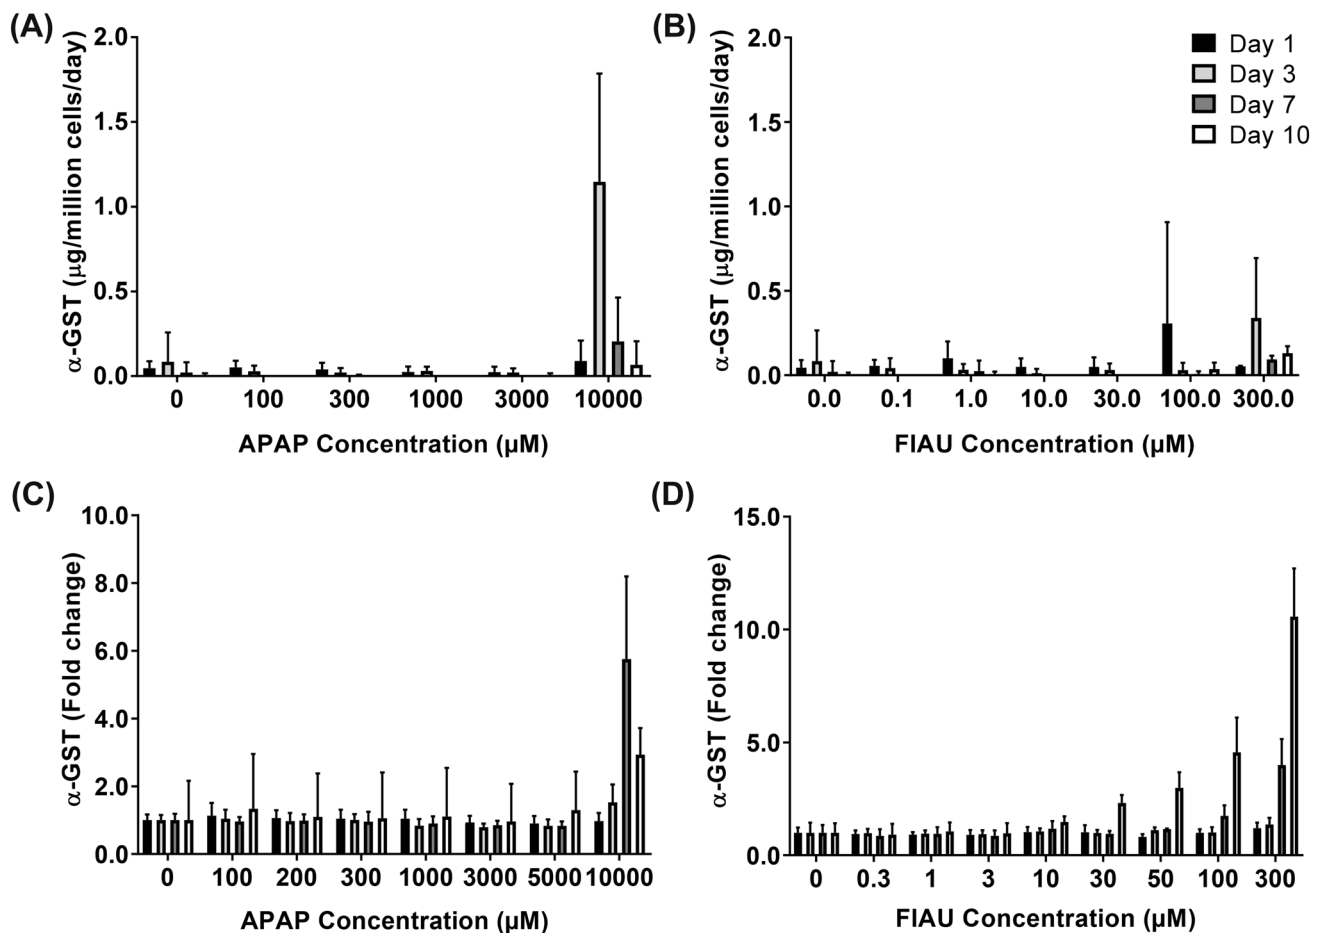 (A)
α-GST (µg/million cells/day)
2.0
1.5
1.0
0.5
0.0
0 100 300 1000 3000 10000
APAP Concentration (µM)
(B)
α-GST (µg/million cells/day)
2.0
1.5
1.0
0.5
0.0
0.0 0.1 1.0 10.0 30.0 100.0 300.0
FIAU Concentration (µM)
Day 1
Day 3
Day 7
Day 10
(C)
α-GST (Fold change)
10.0
8.0
6.0
4.0
2.0
0.0
0 100 200 300 1000 3000 5000 10000
APAP Concentration (µM)
(D)
α-GST (Fold change)
15.0
10.0
5.0
0.0
0 0.3 1 3 10 30 50 100 300
FIAU Concentration (µM)